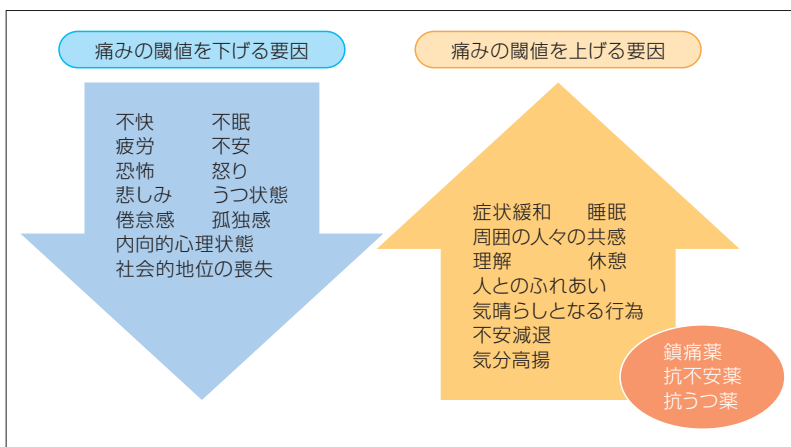 痛みの閾値を下げる要因
不快 不眠
疲労 不安
恐怖 怒り
悲しみ うつ状態
倦怠感 孤独感
内向的心理状態
社会的地位の喪失
痛みの閾値を上げる要因
症状緩和 睡眠
周囲の人々の共感
理解 休憩
人とのふれあい
気晴らしとなる行為
不安減退
気分高揚
鎮痛薬
抗不安薬
抗うつ薬